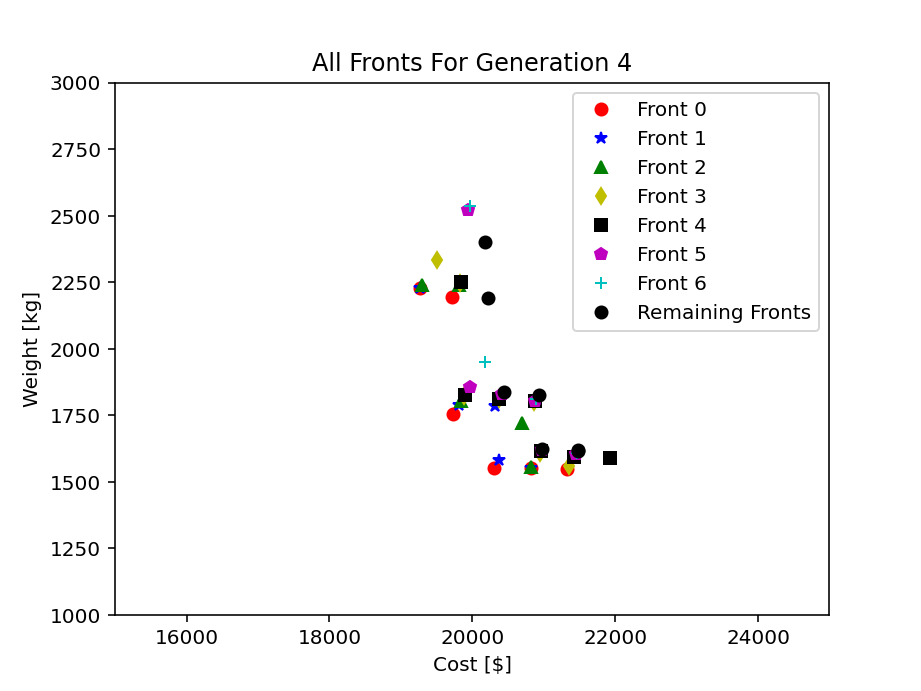 All Fronts For Generation 4
3000
2750
2500
2250
2000
1750
1500
1250
1000
Weight [kg]
Front 0
Front 1
Front 2
Front 3
Front 4
Front 5
Front 6
Remaining Fronts
16000 18000 20000 22000 24000
Cost [$]